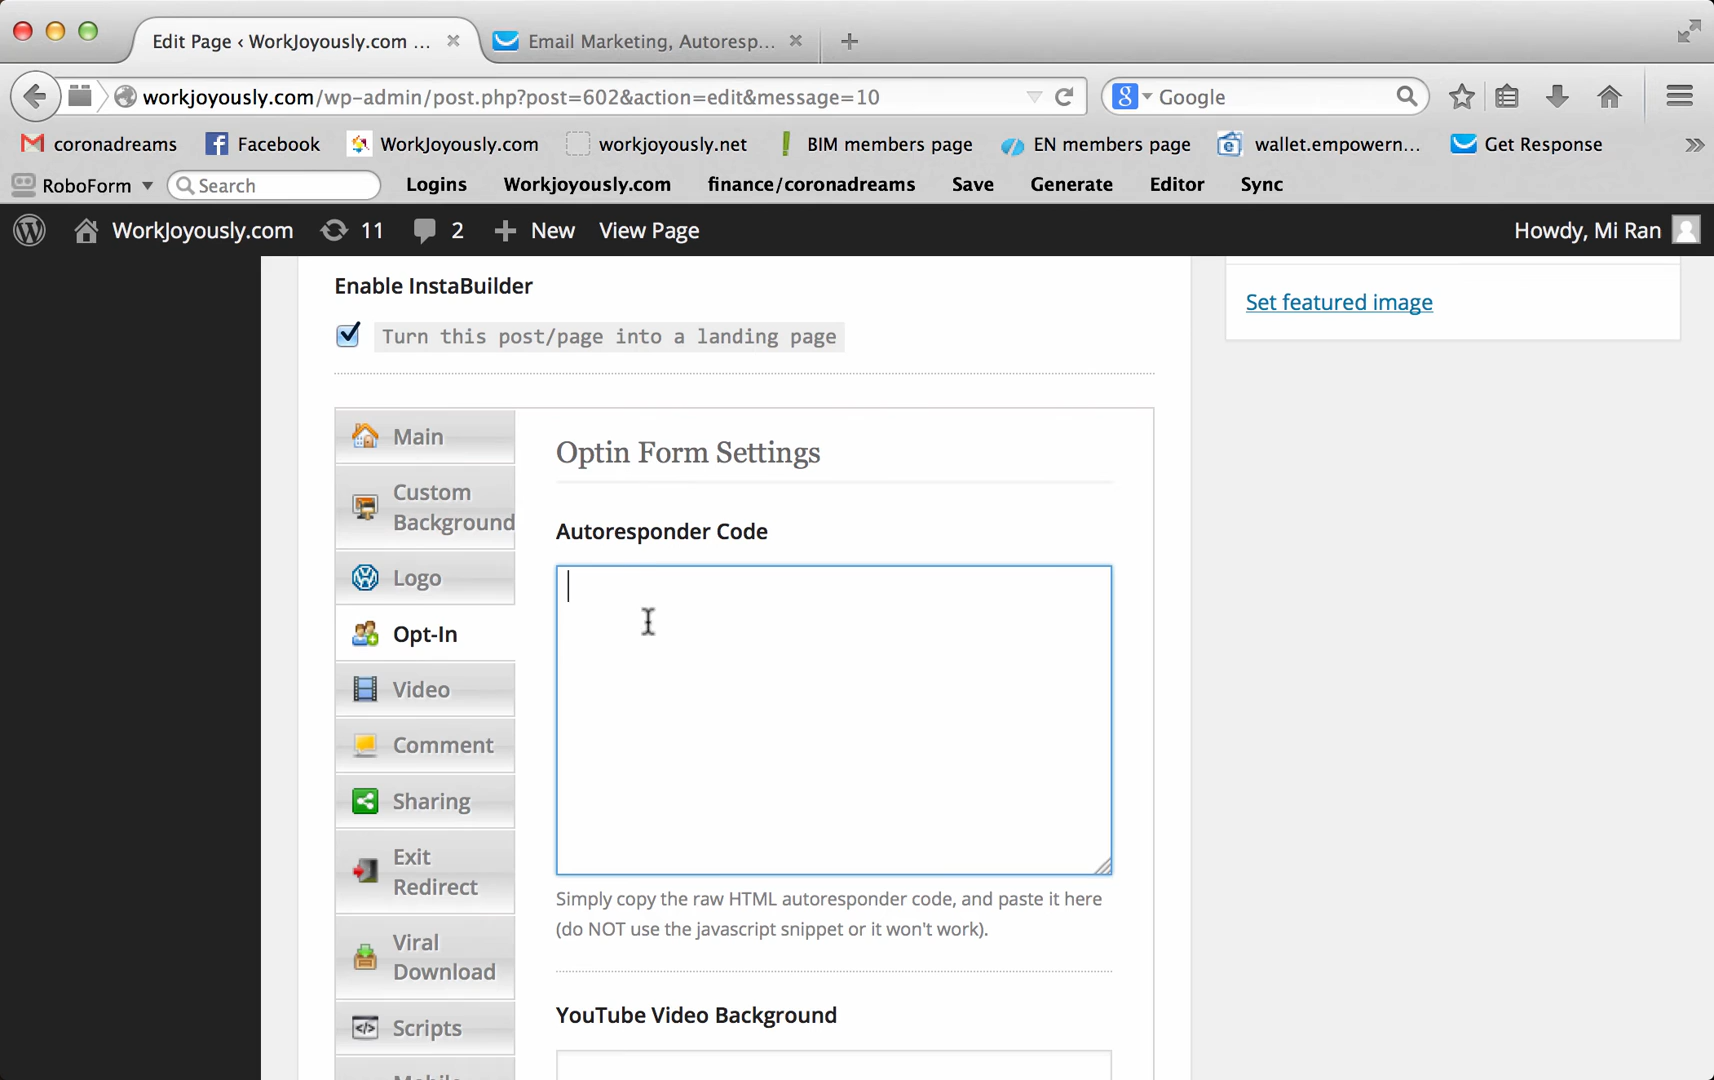 Edit Page ‹ WorkJoyously.com ...
Email Marketing, Autoresp...
workjoyously.com/wp-admin/post.php?post=602&action=edit&message=10
Google
coronadreams
Facebook
WorkJoyously.com
workjoyously.net
BIM members page
EN members page
wallet.empowern...
Get Response
RoboForm
Search
Logins
Workjoyously.com
finance/coronadreams
Save
Generate
Editor
Sync
WorkJoyously.com
11
2
New
View Page
Howdy, Mi Ran
Enable InstaBuilder
Set featured image
Turn this post/page into a landing page
Main
Custom
Background
Logo
Opt-In
Video
Comment
Sharing
Exit
Redirect
Viral
Download
Scripts
Mobile
Optin Form Settings
Autoresponder Code
Simply copy the raw HTML autoresponder code, and paste it here
(do NOT use the javascript snippet or it won't work).
YouTube Video Background